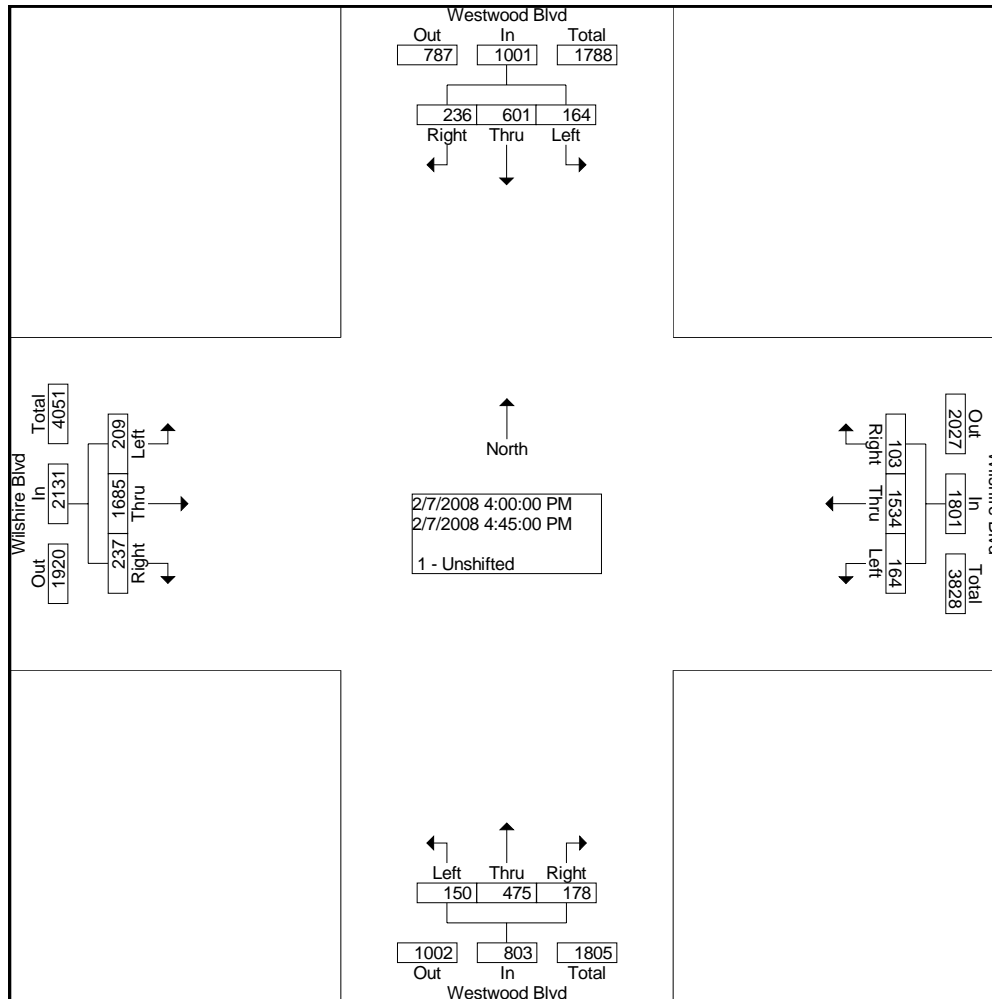 Westwood Blvd
Out In Total
787 1001 1788
236 601 164
Right Thru Left
Wilshire Blvd
Total In Out
4051 2131 1920
209 1685 237
Left Thru Right
North
2/7/2008 4:00:00 PM
2/7/2008 4:45:00 PM
1 - Unshifted
Right Thru Left
103 1534 164
Out In Total
2027 1801 3828
Wilshire Blvd
Left Thru Right
150 475 178
1002 803 1805
Out In Total
Westwood Blvd